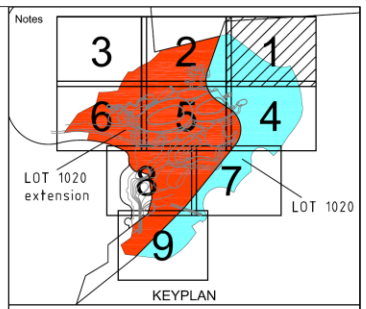 Notes
3 2 1
6 5 4
LOT 1020
extension
8 7
LOT 1020
9
KEYPLAN